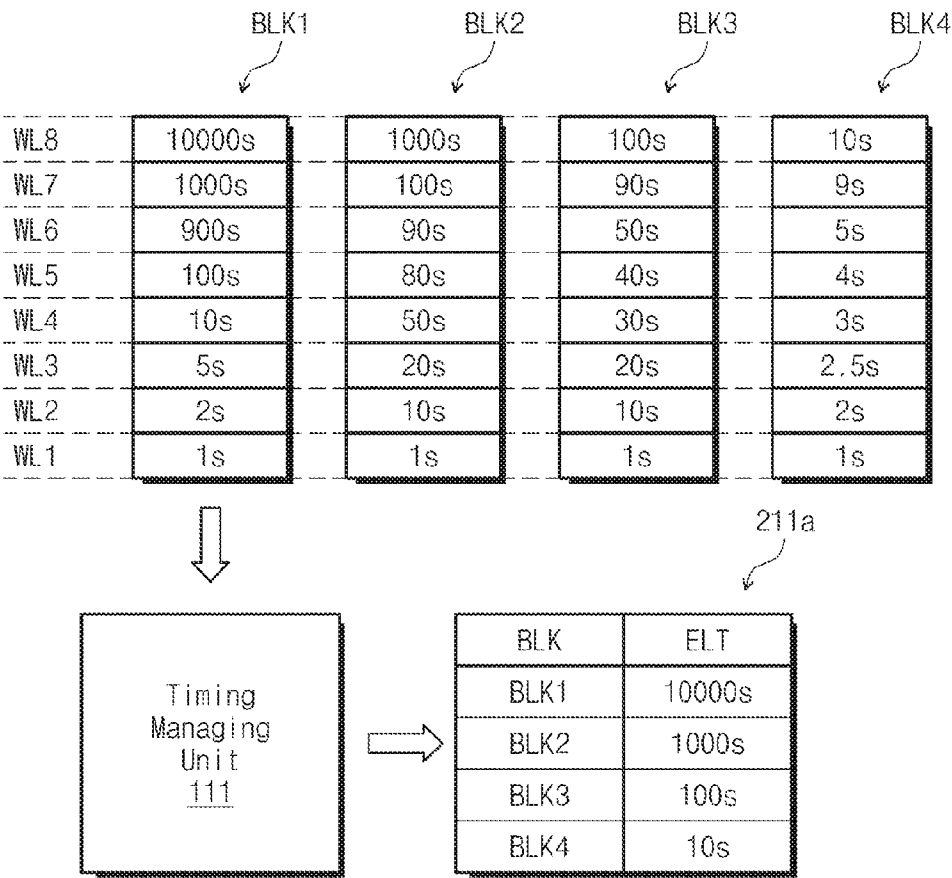 BLK1 BLK2 BLK3 BLK4
WL8 10000s 1000s 100s 10s
WL7 1000s 100s 90s 9s
WL6 900s 90s 50s 5s
WL5 100s 80s 40s 4s
WL4 10s 50s 30s 3s
WL3 5s 20s 20s 2.5s
WL2 2s 10s 10s 2s
WL1 1s 1s 1s 1s
211a
Timing
Managing
Unit
111
BLK ELT
BLK1 10000s
BLK2 1000s
BLK3 100s
BLK4 10s